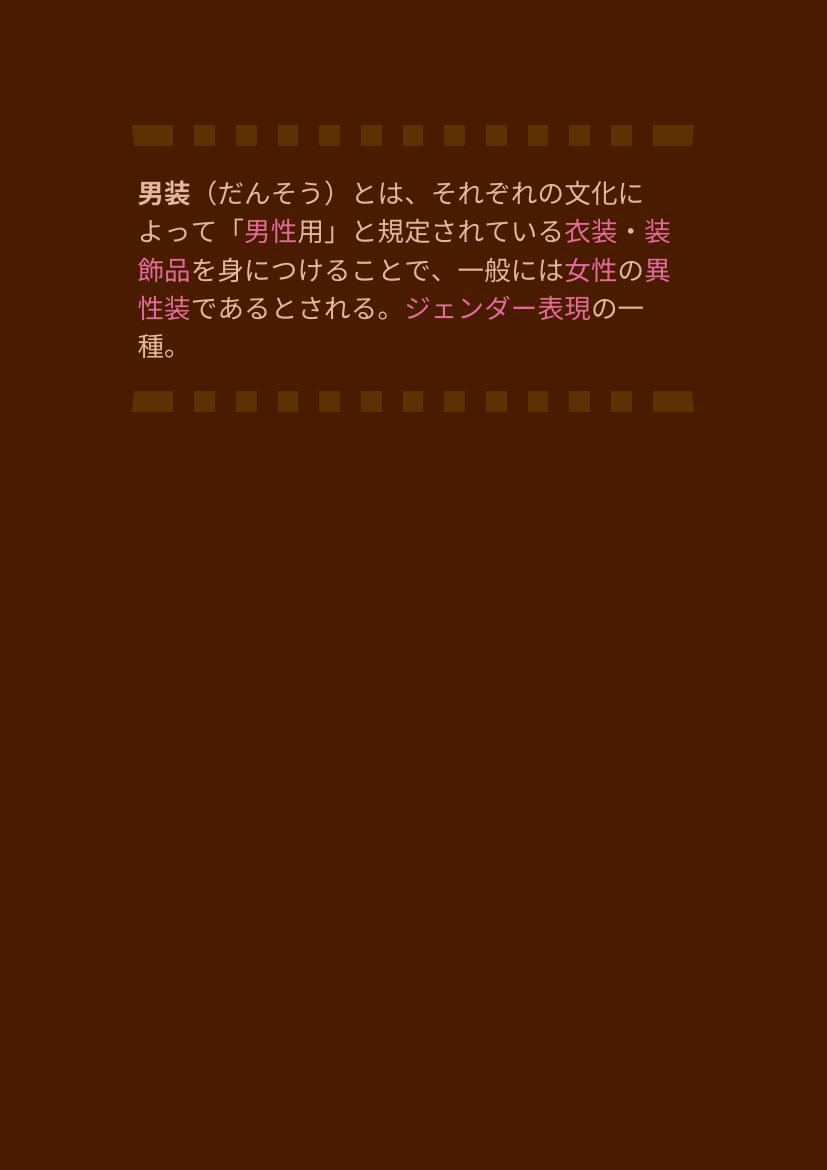 男装（だんそう）とは、それぞれの文化に
よって「男性用」と規定されている衣装・装
飾品を身につけることで、一般には女性の異
性装であるとされる。ジェンダー表現の一
種。